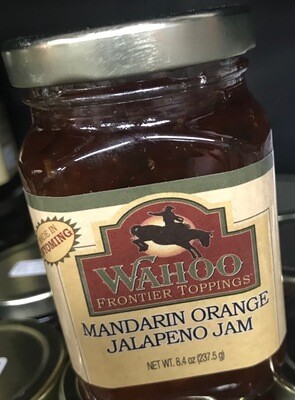 MADE IN
WYOMING
WAHOO
FRONTIER TOPPINGS
MANDARIN ORANGE
JALAPENO JAM
NET WT. 8.4 oz (237.5 g)